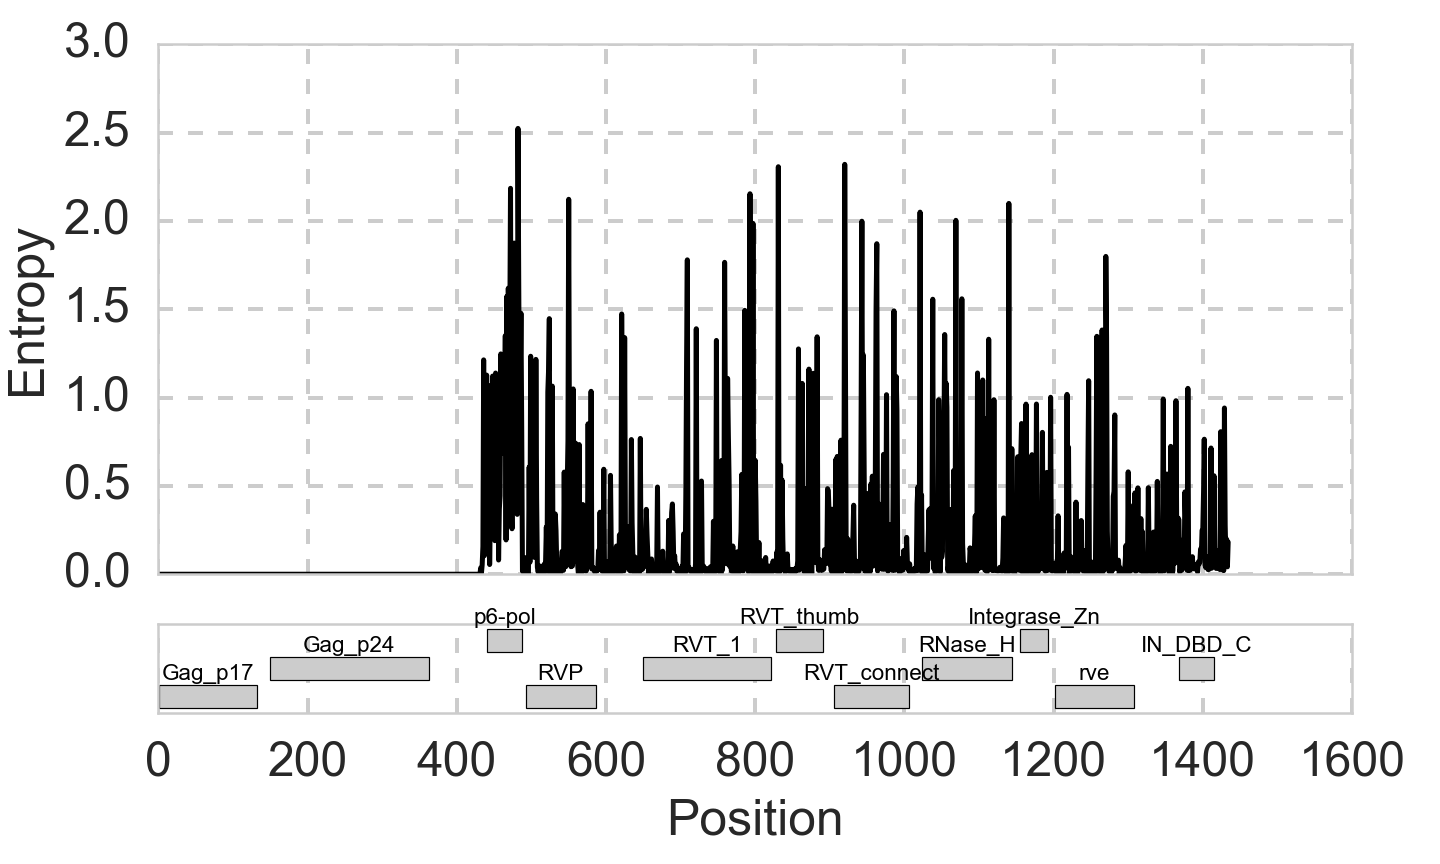 3.0
2.5
2.0
1.5
1.0
0.5
0.0
Entropy
p6-pol RVT_thumb Integrase_Zn
Gag_p24 RVT_1 RNase_H IN_DBD_C
Gag_p17 RVP RVT_connect rve
0 200 400 600 800 1000 1200 1400 1600
Position